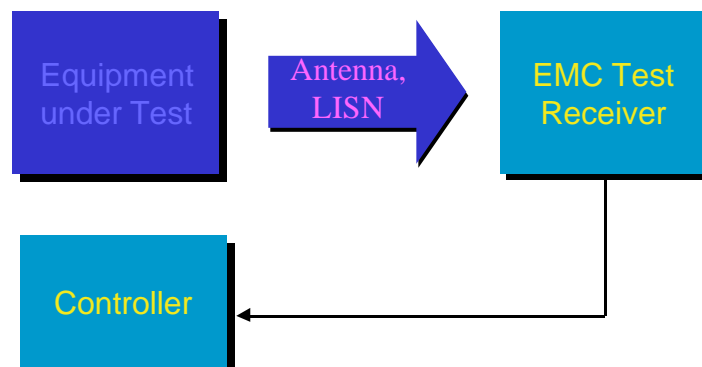 Equipment
under Test
Antenna,
LISN
EMC Test
Receiver
Controller